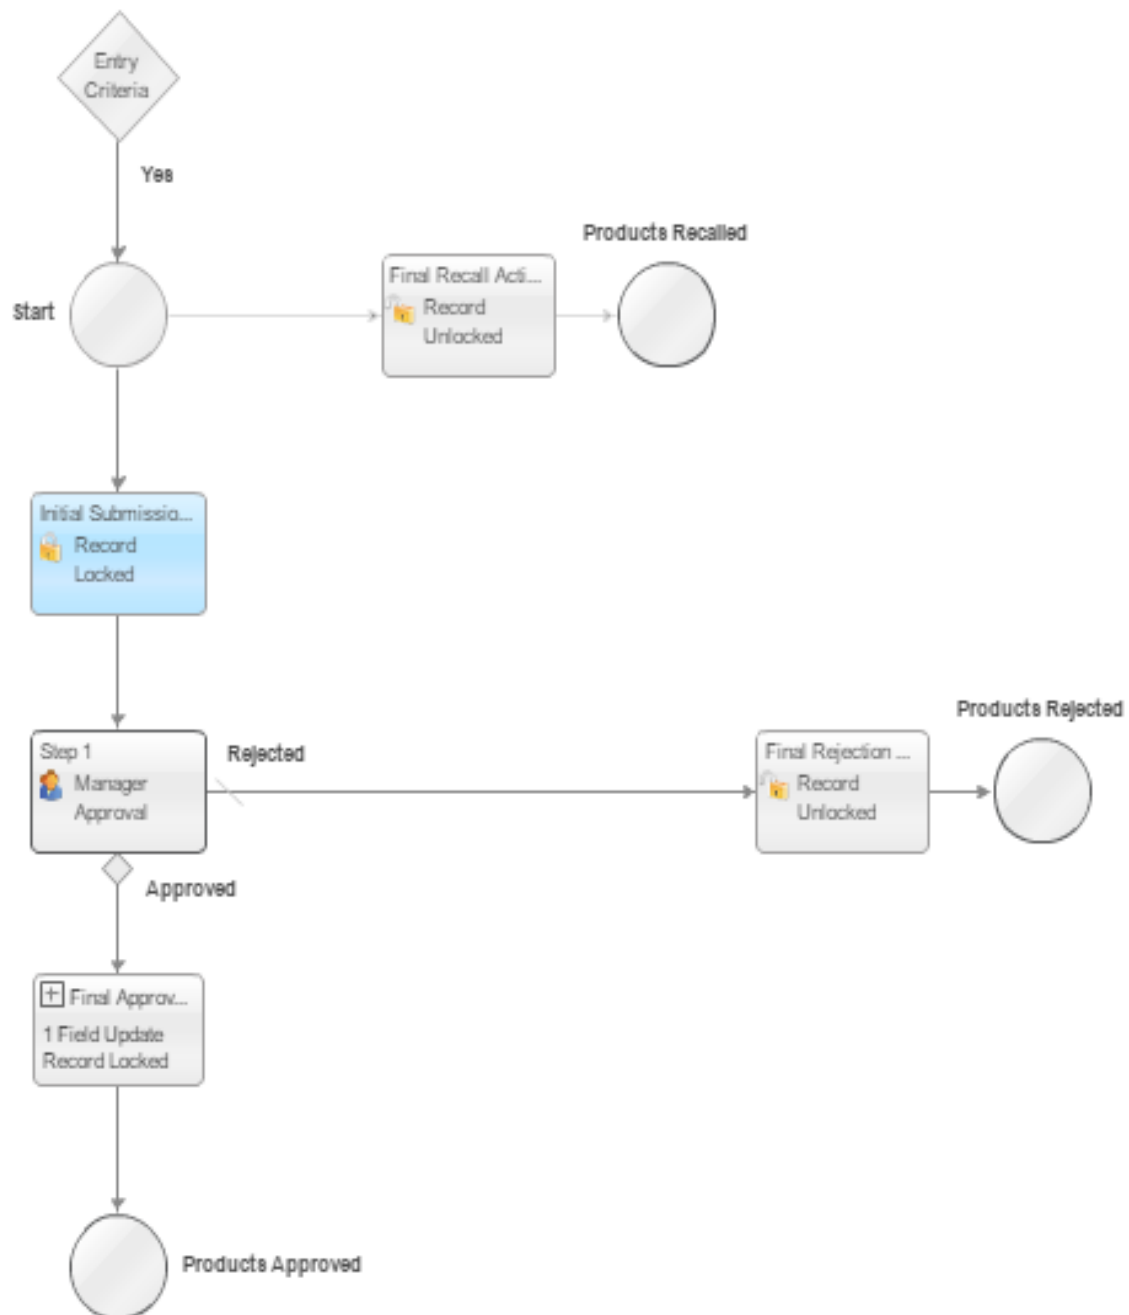 Entry
Criteria
Yes
Products Recalled
Start
Final Recall Acti...
Record
Unlocked
Initial Submissio...
Record
Locked
Products Rejected
Step 1
Manager
Approval
Rejected
Final Rejection ...
Record
Unlocked
Approved
Final Approv...
1 Field Update
Record Locked
Products Approved